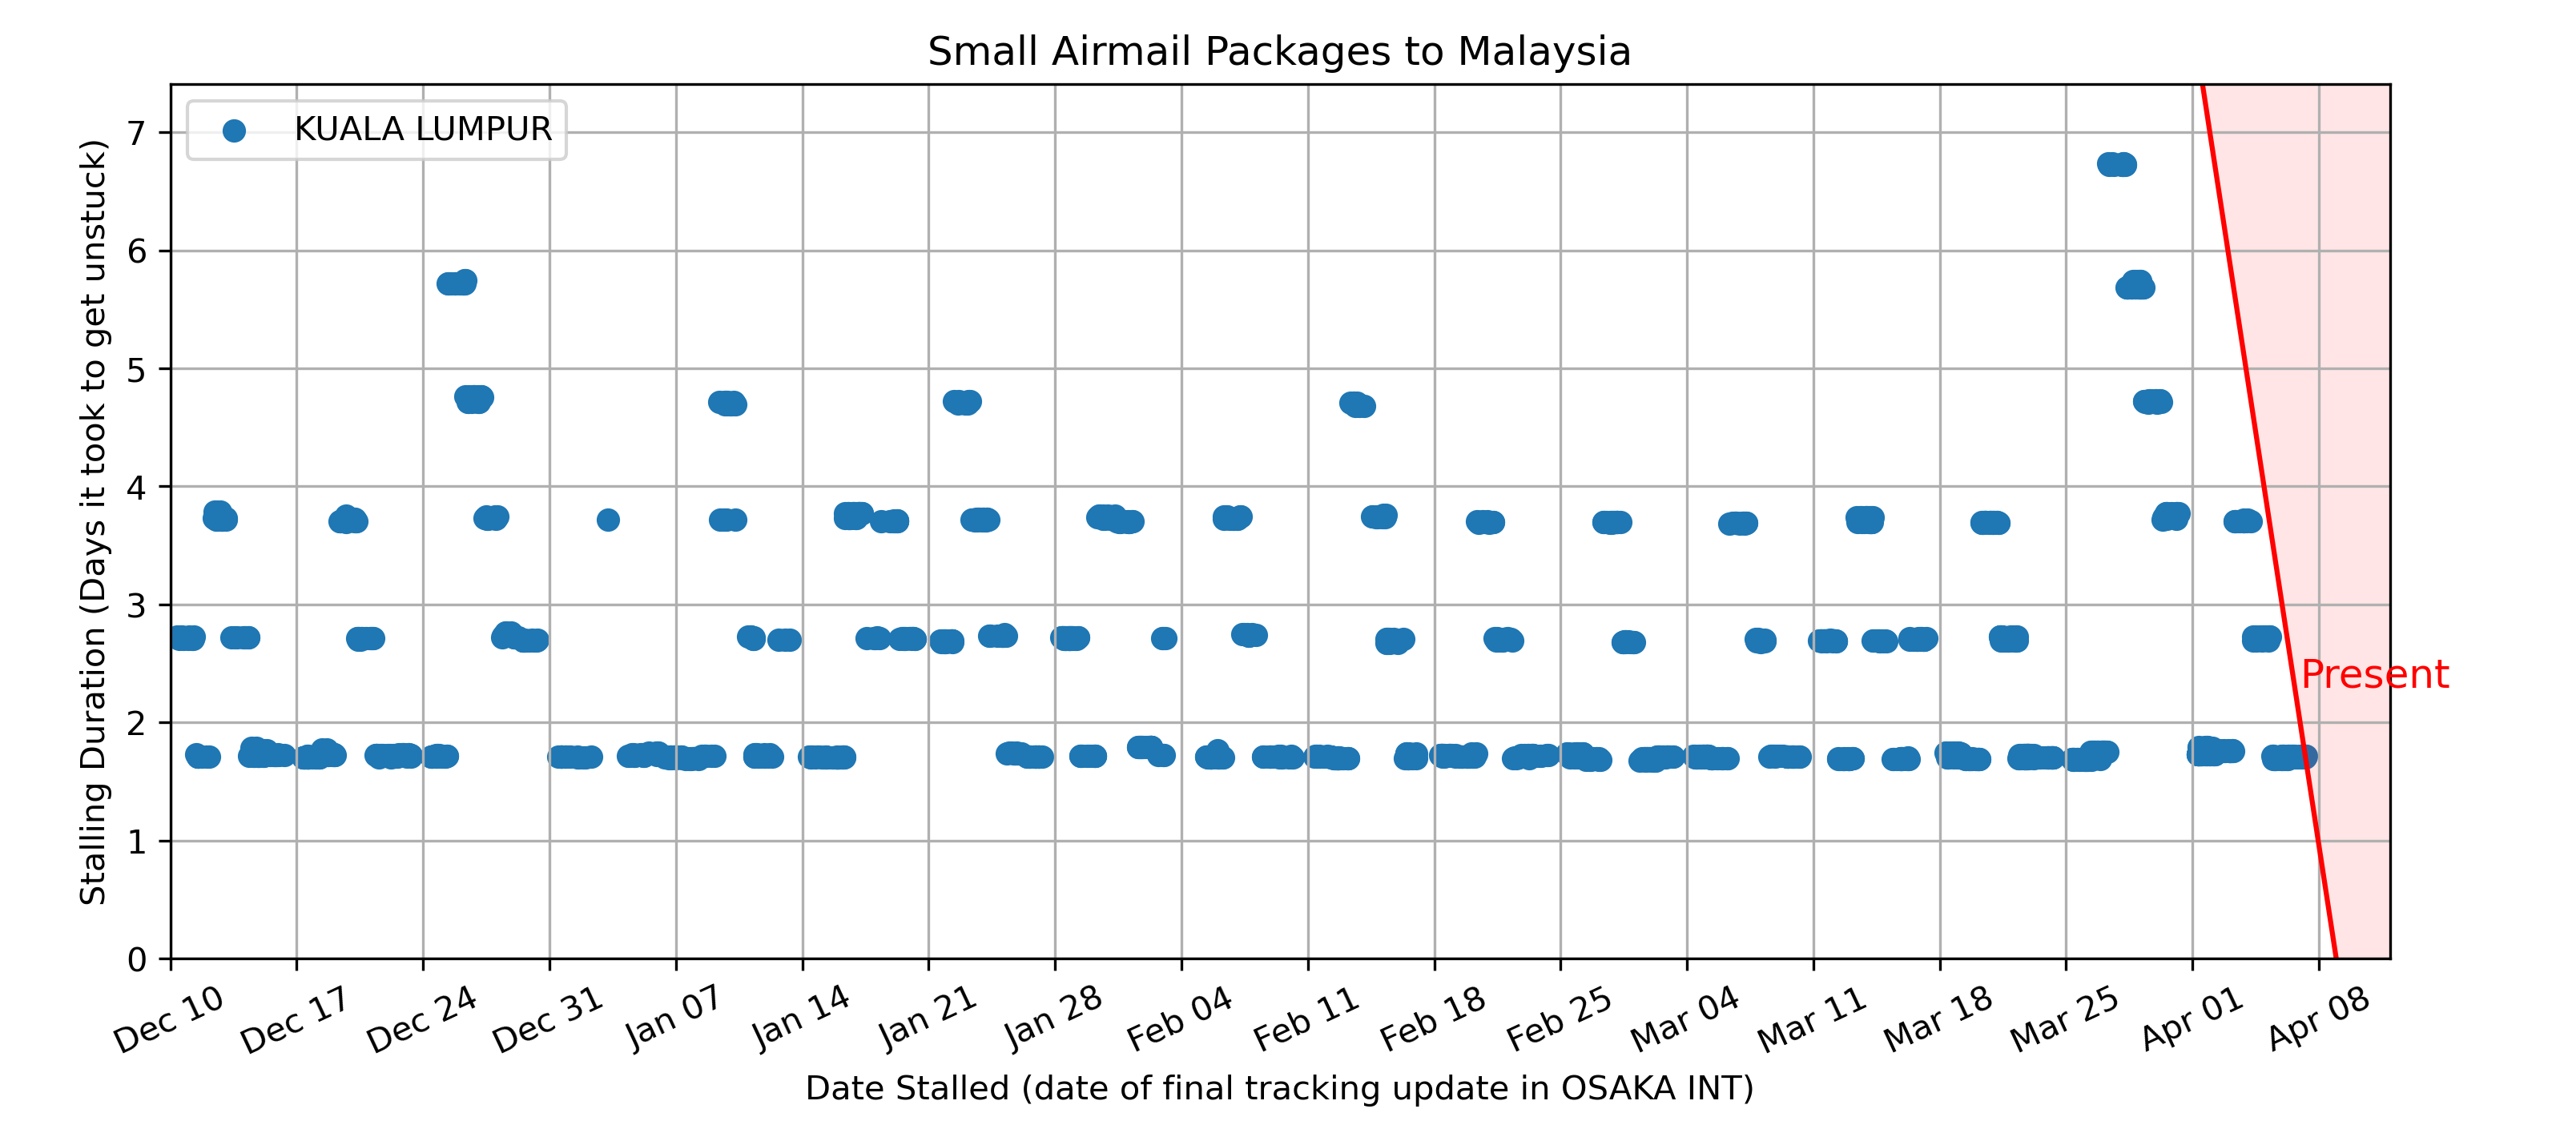 Small Airmail Packages to Malaysia
KUALA LUMPUR
Stalling Duration (Days it took to get unstuck)
7
6
5
4
3
2
1
0
Present
Dec 10 Dec 17 Dec 24 Dec 31 Jan 07 Jan 14 Jan 21 Jan 28 Feb 04 Feb 11 Feb 18 Feb 25 Mar 04 Mar 11 Mar 18 Mar 25 Apr 01 Apr 08
Date Stalled (date of final tracking update in OSAKA INT)